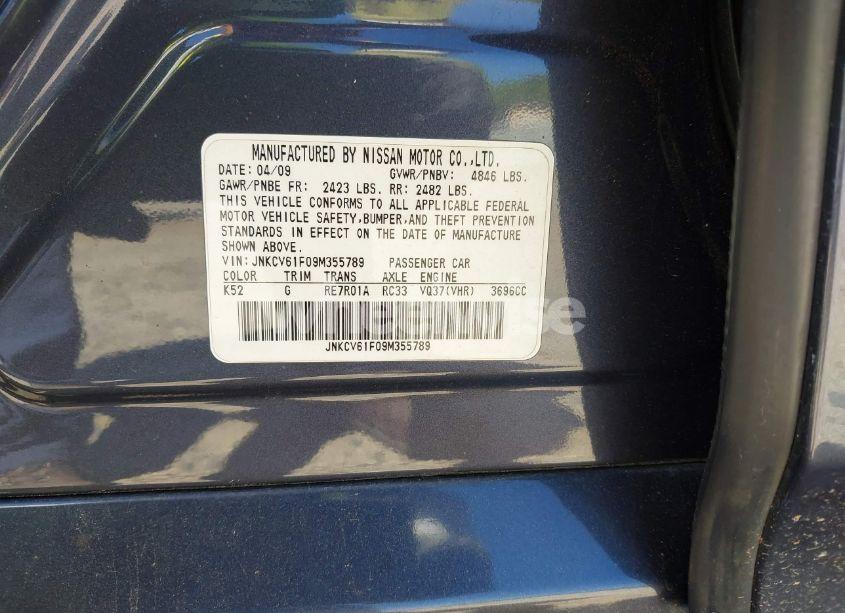 MANUFACTURED BY NISSAN MOTOR CO.,LTD.
DATE: 04/09 GVWR/PNBV: 4846 LBS.
GAWR/PNBE FR: 2423 LBS. RR: 2482 LBS.
THIS VEHICLE CONFORMS TO ALL APPLICABLE FEDERAL
MOTOR VEHICLE SAFETY,BUMPER,AND THEFT PREVENTION
STANDARDS IN EFFECT ON THE DATE OF MANUFACTURE
SHOWN ABOVE.
VIN: JNKCV61F09M355789 PASSENGER CAR
COLOR TRIM TRANS AXLE ENGINE
K52 G RE7R01A RC33 VQ37(VHR) 3696CC
JNKCV61F09M355789